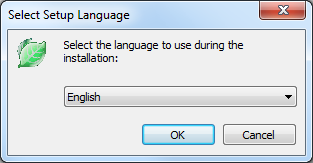 Select Setup Language
Select the language to use during the
installation:
English
OK
Cancel